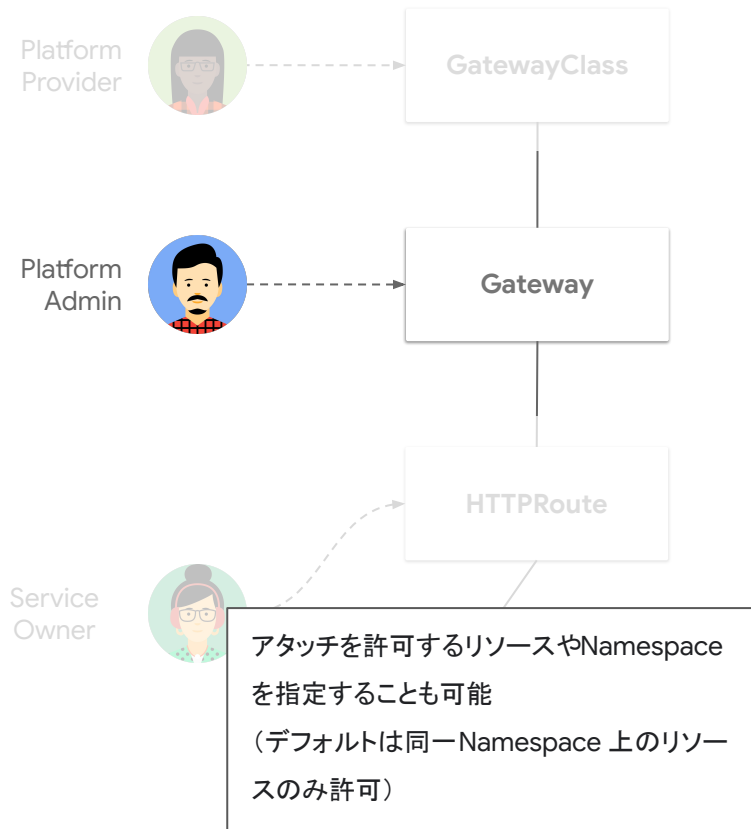 Platform
Provider
GatewayClass
Platform
Admin
Gateway
HTTPRoute
Service
Owner
アタッチを許可するリソースやNamespace
を指定することも可能
（デフォルトは同一Namespace 上のリソー
スのみ許可）